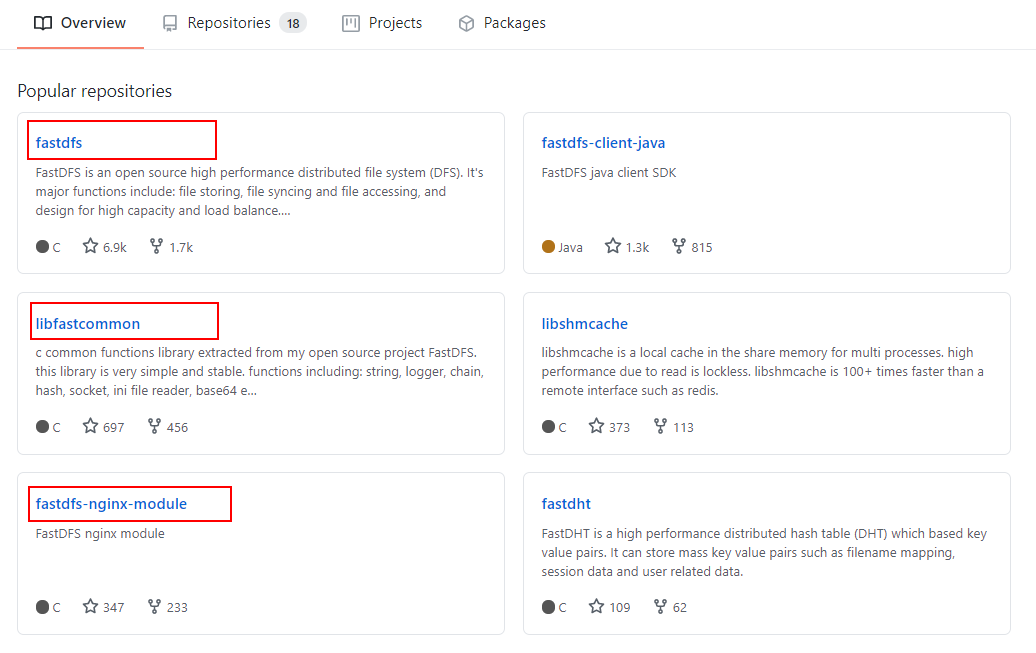 Overview Repositories 18 Projects Packages
Popular repositories
fastdfs
FastDFS is an open source high performance distributed file system (DFS). It's
major functions include: file storing, file syncing and file accessing, and
design for high capacity and load balance....
C 6.9k 1.7k
fastdfs-client-java
FastDFS java client SDK
Java 1.3k 815
libfastcommon
c common functions library extracted from my open source project FastDFS.
this library is very simple and stable. functions including: string, logger, chain,
hash, socket, ini file reader, base64 e...
C 697 456
libshmcache
libshmcache is a local cache in the share memory for multi processes. high
performance due to read is lockless. libshmcache is 100+ times faster than a
remote interface such as redis.
C 373 113
fastdfs-nginx-module
FastDFS nginx module
C 347 233
fastdht
FastDHT is a high performance distributed hash table (DHT) which based key
value pairs. It can store mass key value pairs such as filename mapping,
session data and user related data.
C 109 62